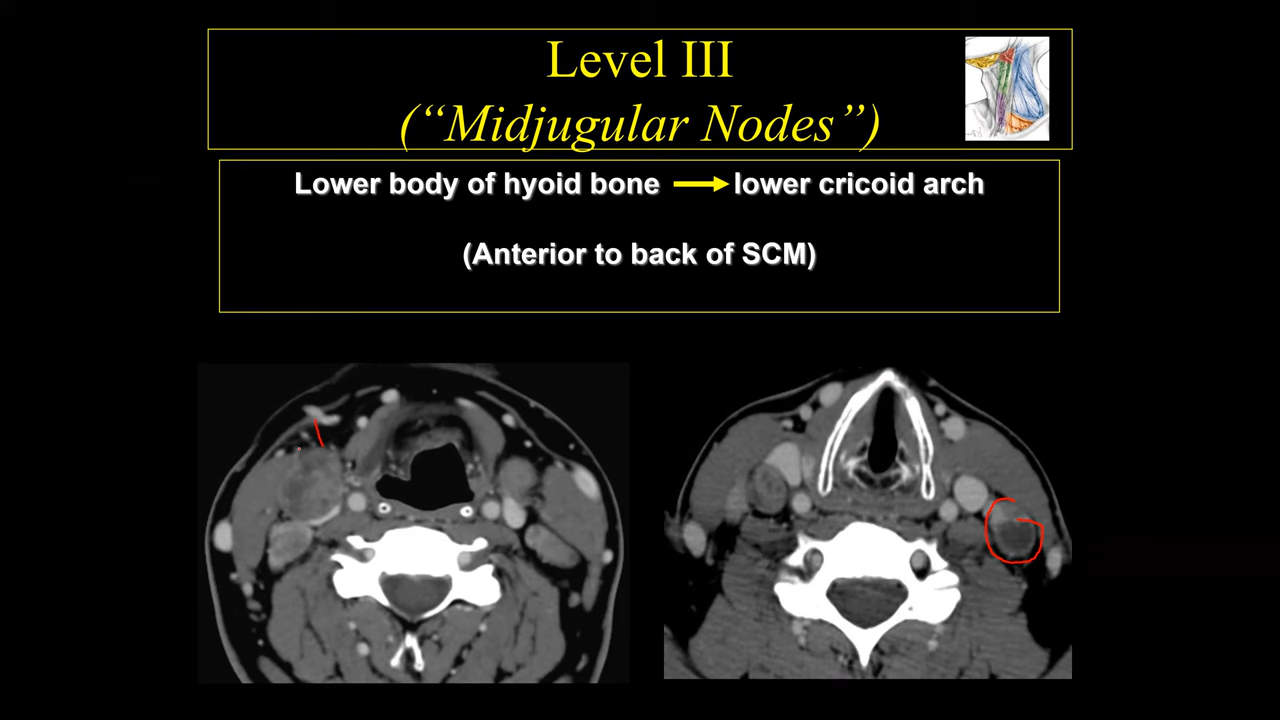 Level III
(“Midjugular Nodes”)
Lower body of hyoid bone lower cricoid arch
(Anterior to back of SCM)